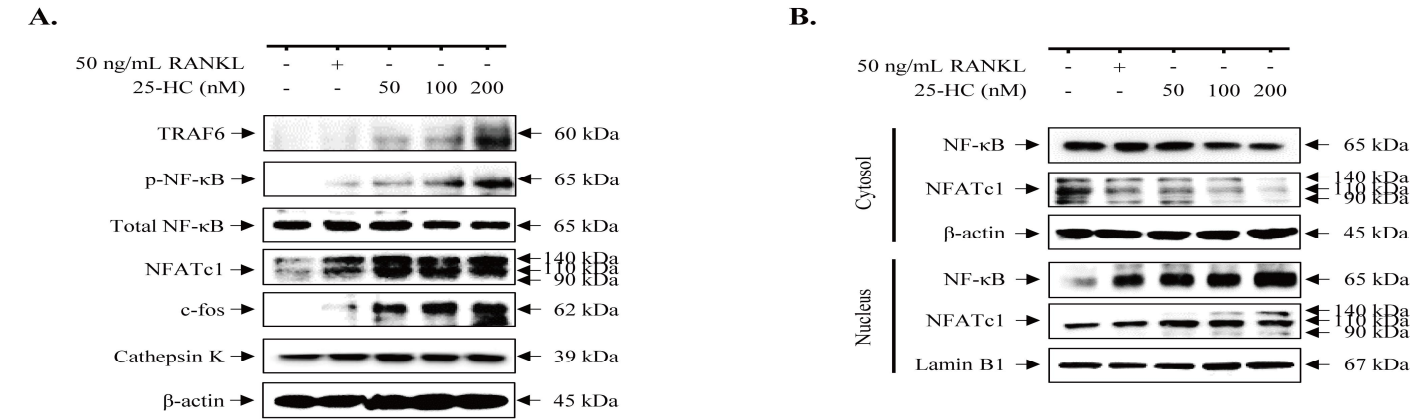 A.
50 ng/mL RANKL - + - - -
25-HC (nM) - - 50 100 200
TRAF6 60 kDa
p-NF-κB 65 kDa
Total NF-κB 65 kDa
NFATc1 140 kDa
110 kDa
90 kDa
c-fos 62 kDa
Cathepsin K 39 kDa
β-actin 45 kDa
B.
50 ng/mL RANKL - + - - -
25-HC (nM) - - 50 100 200
Cytosol
NF-κB 65 kDa
NFATc1 140 kDa
110 kDa
90 kDa
β-actin 45 kDa
Nucleus
NF-κB 65 kDa
NFATc1 140 kDa
110 kDa
90 kDa
Lamin B1 67 kDa